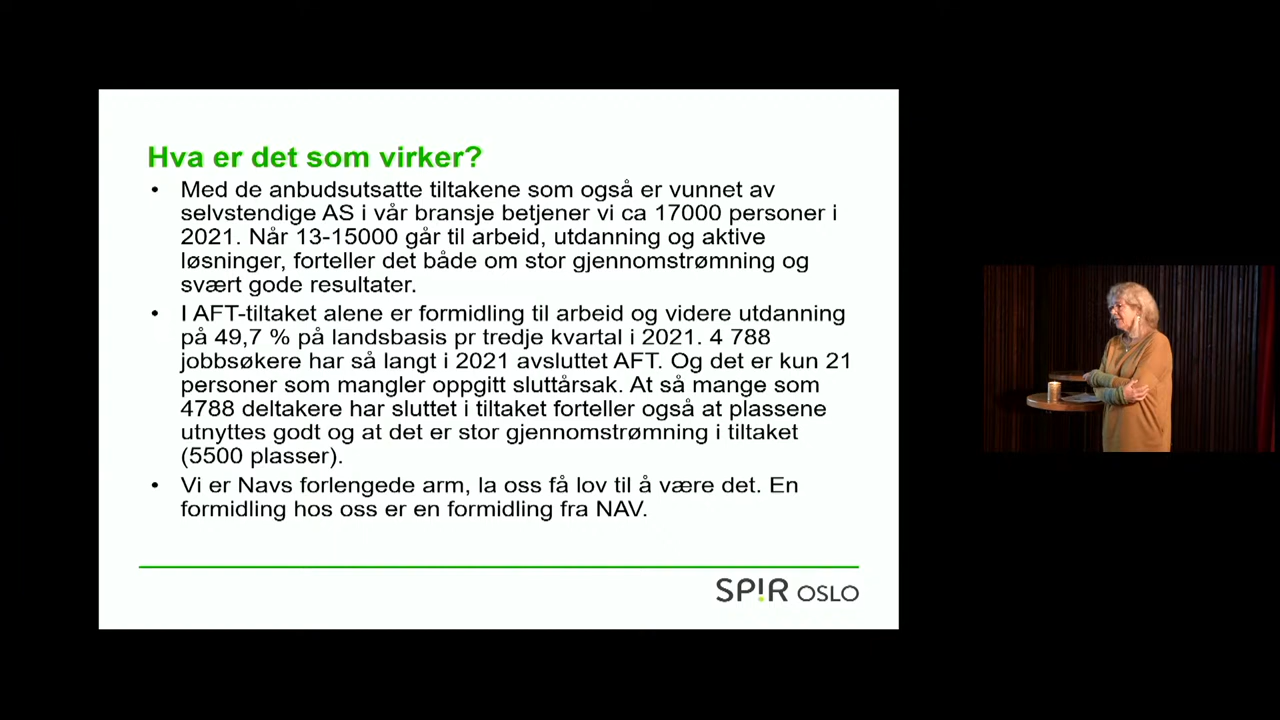 Hva er det som virker?
• Med de anbudsutsatte tiltakene som også er vunnet av
selvstendige AS i vår bransje betjener vi ca 17000 personer i
2021. Når 13-15000 går til arbeid, utdanning og aktive
løsninger, forteller det både om stor gjennomstrømning og
svært gode resultater.
• I AFT-tiltaket alene er formidling til arbeid og videre utdanning
på 49,7 % på landsbasis pr tredje kvartal i 2021. 4 788
jobbsøkere har så langt i 2021 avsluttet AFT. Og det er kun 21
personer som mangler oppgitt sluttårsak. At så mange som
4788 deltakere har sluttet i tiltaket forteller også at plassene
utnyttes godt og at det er stor gjennomstrømning i tiltaket
(5500 plasser).
• Vi er Navs forlengede arm, la oss få lov til å være det. En
formidling hos oss er en formidling fra NAV.
SP!R OSLO